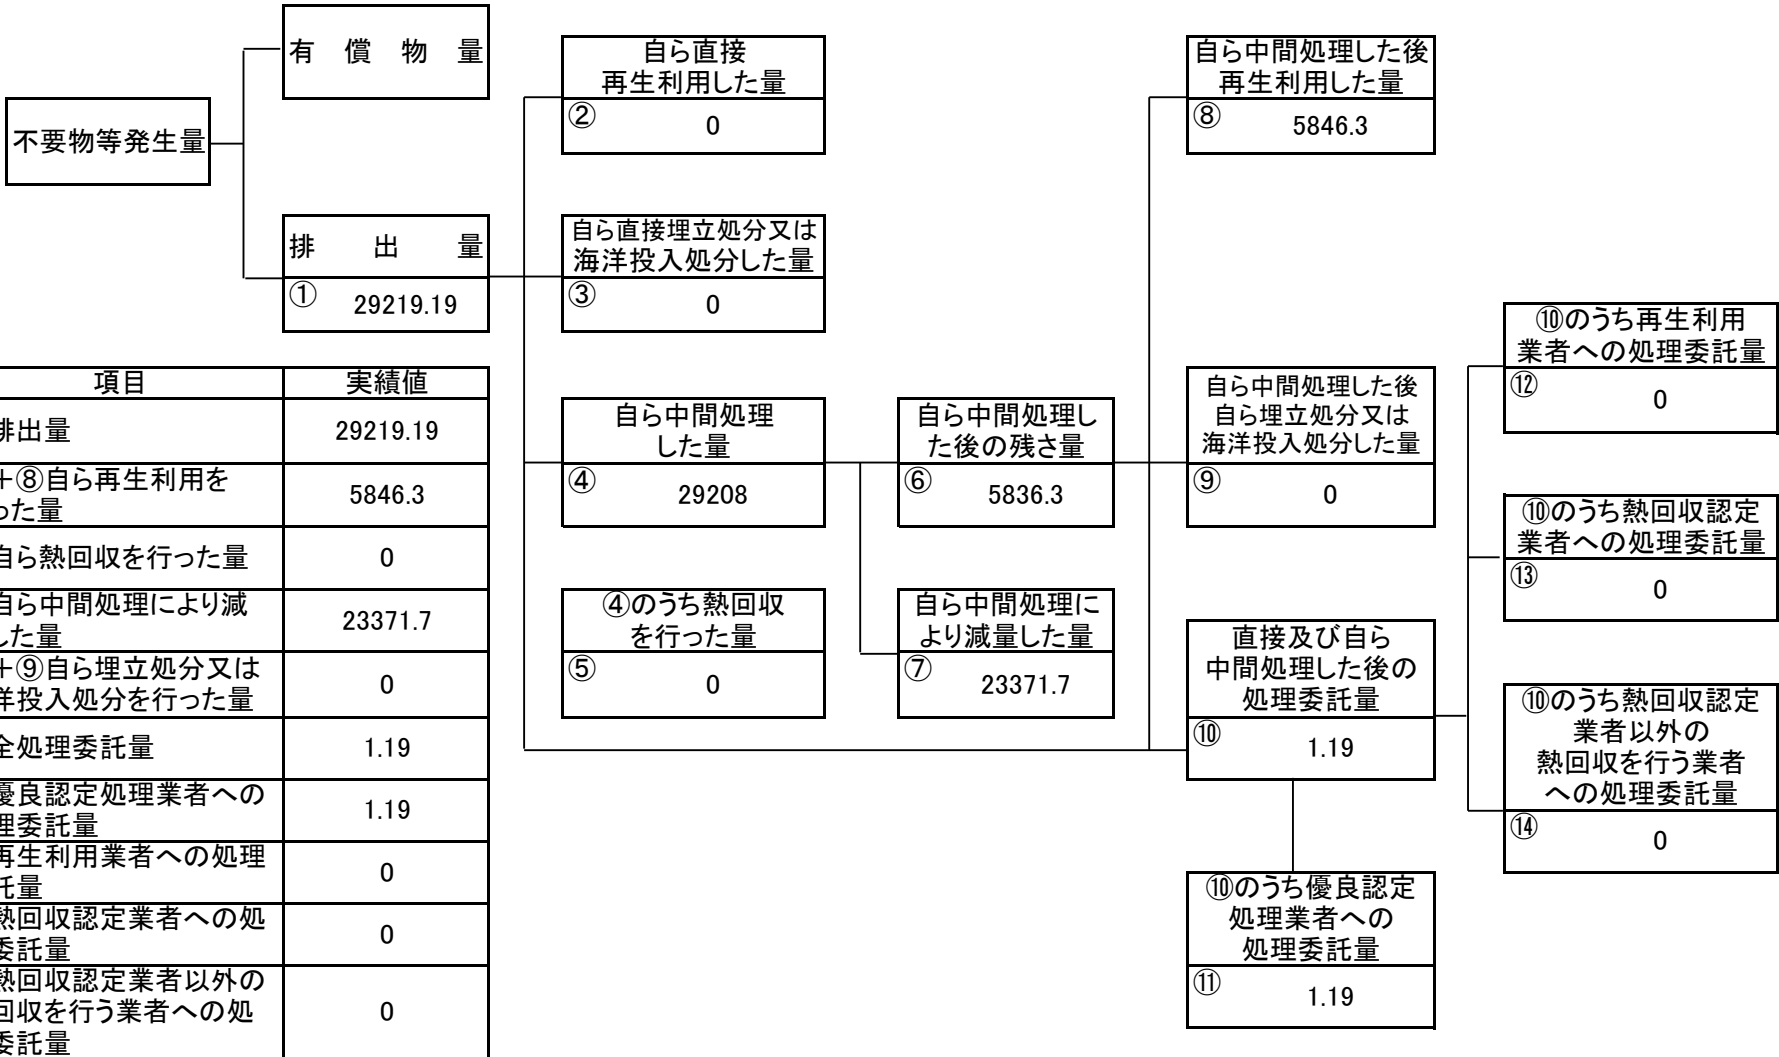 不要物等発生量
有償物量
排出量
①
29219.19
自ら直接
再生利用した量
②
0
自ら直接埋立処分又は
海洋投入処分した量
③
0
自ら中間処理
した量
④
29208
④のうち熱回収
を行った量
⑤
0
自ら中間処理し
た後の残さ量
⑥
5836.3
自ら中間処理に
より減量した量
⑦
23371.7
自ら中間処理した後
再生利用した量
⑧
5846.3
自ら中間処理した後
自ら埋立処分又は
海洋投入処分した量
⑨
0
直接及び自ら
中間処理した後の
処理委託量
⑩
1.19
⑩のうち優良認定
処理業者への
処理委託量
⑪
1.19
⑩のうち再生利用
業者への処理委託量
⑫
0
⑩のうち熱回収認定
業者への処理委託量
⑬
0
⑩のうち熱回収認定
業者以外の
熱回収を行う業者
への処理委託量
⑭
0
項目
実績値
排出量
29219.19
+⑧自ら再生利用を
った量
5846.3
自ら熱回収を行った量
0
自ら中間処理により減
した量
23371.7
+⑨自ら埋立処分又は
洋投入処分を行った量
0
全処理委託量
1.19
優良認定処理業者への
理委託量
1.19
再生利用業者への処理
託量
0
熱回収認定業者への処
委託量
0
熱回収認定業者以外の
回収を行う業者への処
委託量
0